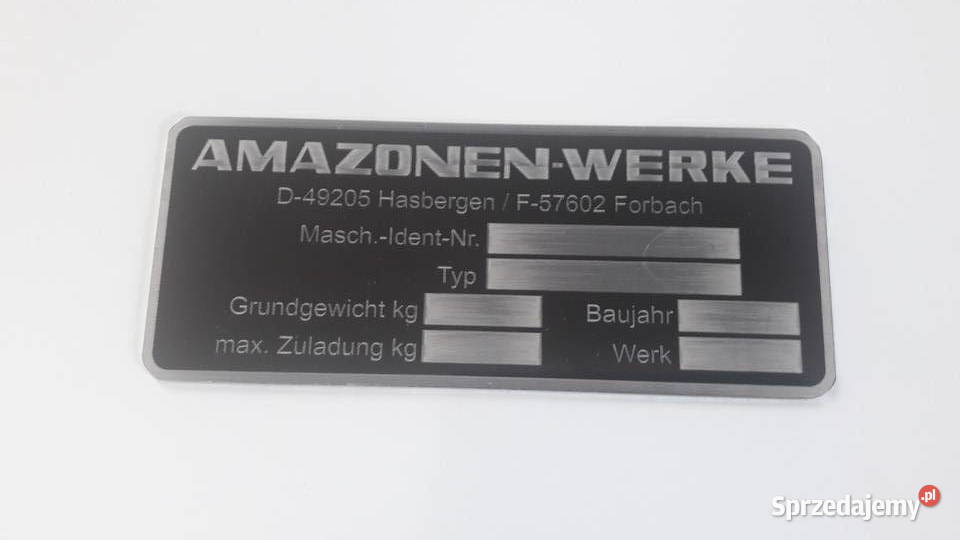 AMAZONEN-WERKE
D-49205 Hasbergen / F-57602 Forbach
Masch.-Ident-Nr.
Typ
Grundgewicht kg Baujahr
max. Zuladung kg Werk
Sprzedajemy.pl